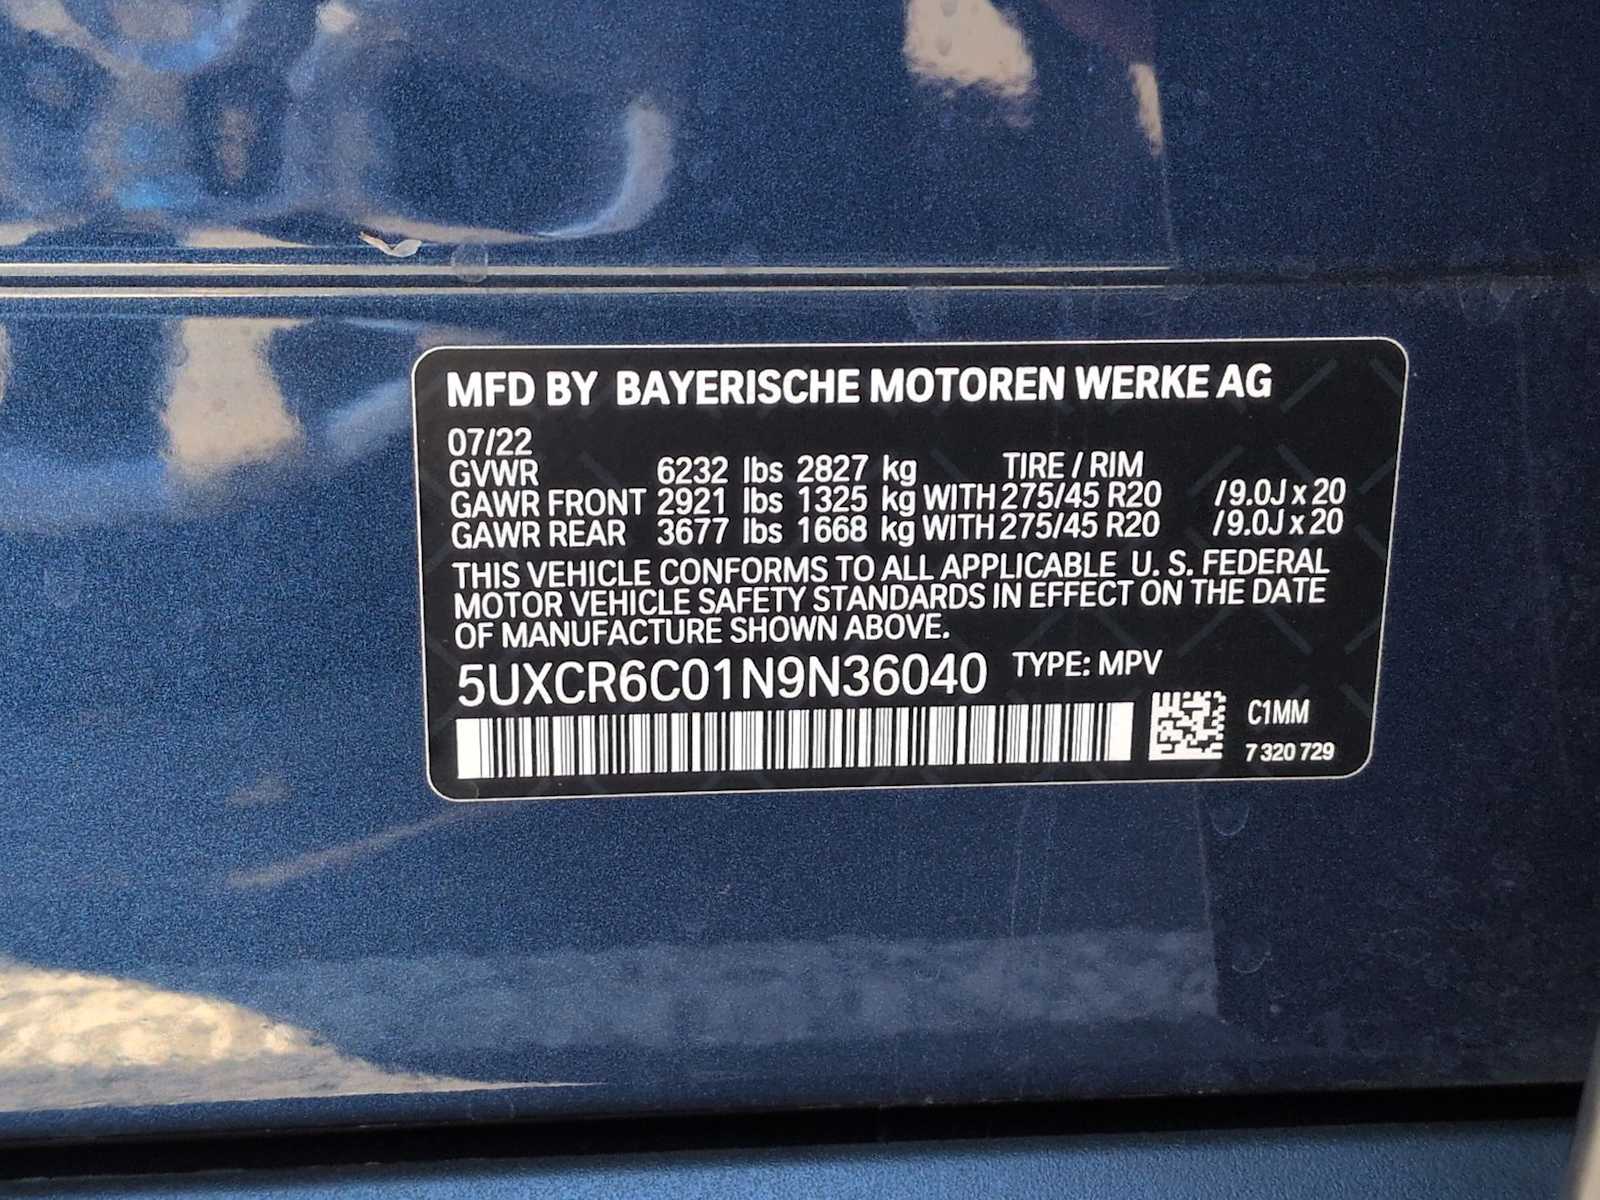 MFD BY BAYERISCHE MOTOREN WERKE AG
07/22
GVWR 6232 lbs 2827 kg TIRE / RIM
GAWR FRONT 2921 lbs 1325 kg WITH 275/45 R20 / 9.0J x 20
GAWR REAR 3677 lbs 1668 kg WITH 275/45 R20 / 9.0J x 20
THIS VEHICLE CONFORMS TO ALL APPLICABLE U. S. FEDERAL
MOTOR VEHICLE SAFETY STANDARDS IN EFFECT ON THE DATE
OF MANUFACTURE SHOWN ABOVE.
5UXCR6C01N9N36040 TYPE: MPV
C1MM
7 320 729